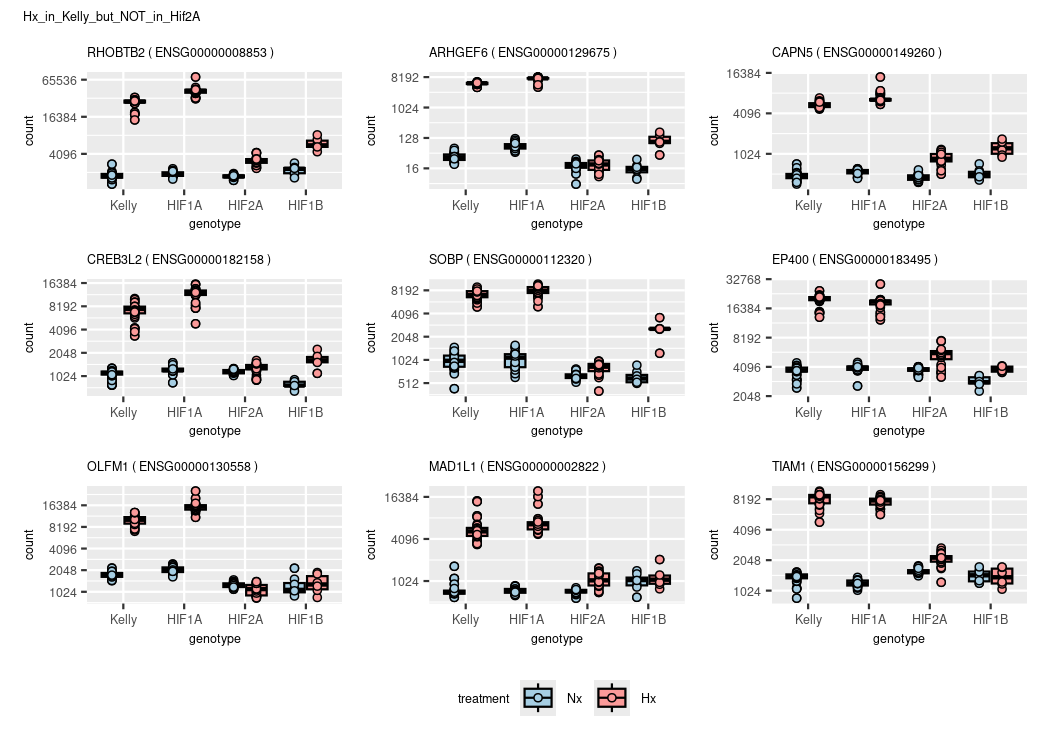 Hx_in_Kelly_but_NOT_in_Hif2A
RHOBTB2 ( ENSG00000008853 )
65536
16384
4096
count
Kelly HIF1A HIF2A HIF1B
genotype
ARHGEF6 ( ENSG00000129675 )
8192
1024
128
16
count
Kelly HIF1A HIF2A HIF1B
genotype
CAPN5 ( ENSG00000149260 )
16384
4096
1024
count
Kelly HIF1A HIF2A HIF1B
genotype
CREB3L2 ( ENSG00000182158 )
16384
8192
4096
2048
1024
count
Kelly HIF1A HIF2A HIF1B
genotype
SOBP ( ENSG00000112320 )
8192
4096
2048
1024
512
count
Kelly HIF1A HIF2A HIF1B
genotype
EP400 ( ENSG00000183495 )
32768
16384
8192
4096
2048
count
Kelly HIF1A HIF2A HIF1B
genotype
OLFM1 ( ENSG00000130558 )
16384
8192
4096
2048
1024
count
Kelly HIF1A HIF2A HIF1B
genotype
MAD1L1 ( ENSG00000002822 )
16384
4096
1024
count
Kelly HIF1A HIF2A HIF1B
genotype
TIAM1 ( ENSG00000156299 )
8192
4096
2048
1024
count
Kelly HIF1A HIF2A HIF1B
genotype
treatment Nx Hx